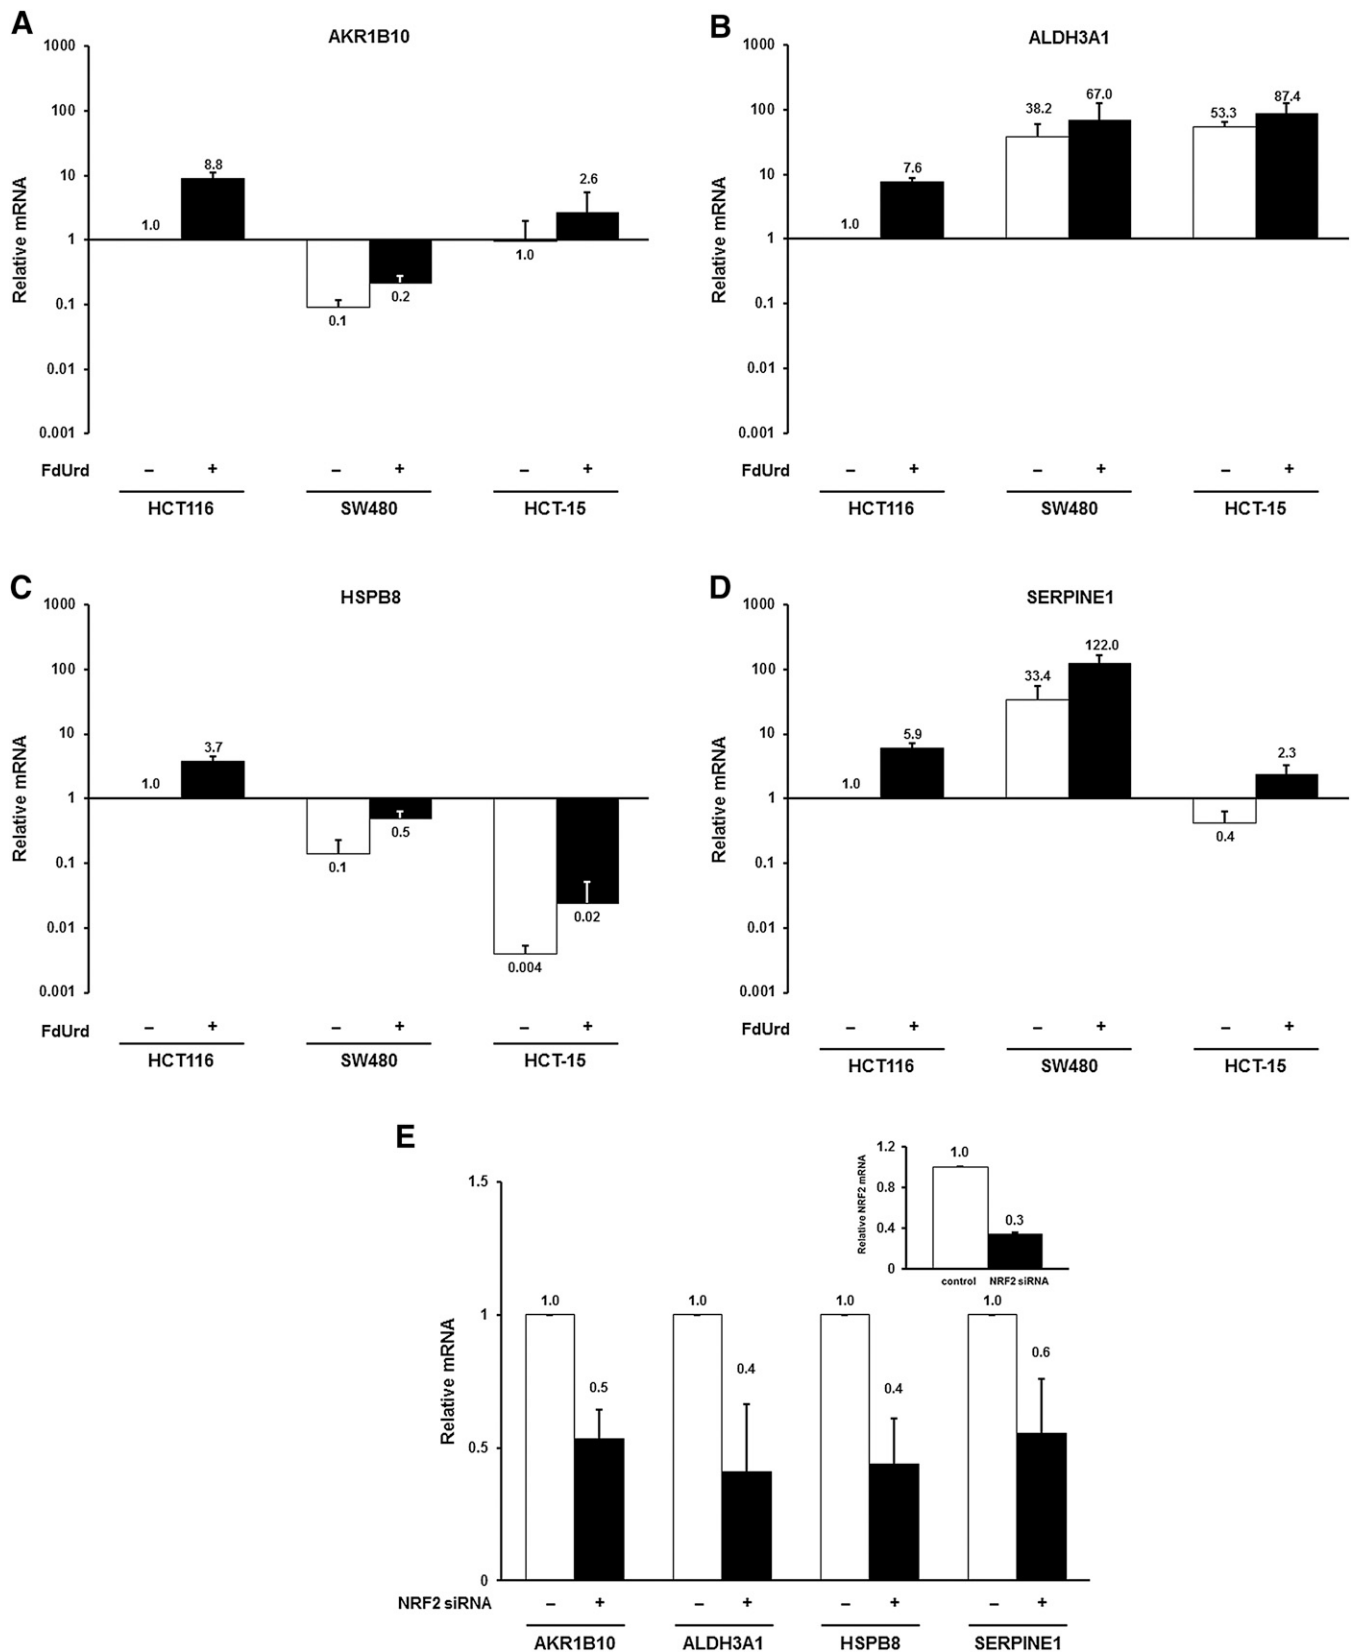 A
AKR1B10
1000
100
10
1
0.1
0.01
0.001
Relative mRNA
1.0
8.8
0.1
0.2
1.0
2.6
FdUrd – + – + – +
HCT116 SW480 HCT-15
B
ALDH3A1
1000
100
10
1
0.1
0.01
0.001
Relative mRNA
1.0
7.6
38.2
67.0
53.3
87.4
FdUrd – + – + – +
HCT116 SW480 HCT-15
C
HSPB8
1000
100
10
1
0.1
0.01
0.001
Relative mRNA
1.0
3.7
0.1
0.5
0.004
0.02
FdUrd – + – + – +
HCT116 SW480 HCT-15
D
SERPINE1
1000
100
10
1
0.1
0.01
0.001
Relative mRNA
1.0
5.9
33.4
122.0
0.4
2.3
FdUrd – + – + – +
HCT116 SW480 HCT-15
E
1.5
1
0.5
0
Relative mRNA
1.0
0.5
1.0
0.4
1.0
0.4
1.0
0.6
NRF2 siRNA – + – + – + – +
AKR1B10 ALDH3A1 HSPB8 SERPINE1
1.2
0.8
0.4
0
Relative NRF2 mRNA
1.0
0.3
control NRF2 siRNA